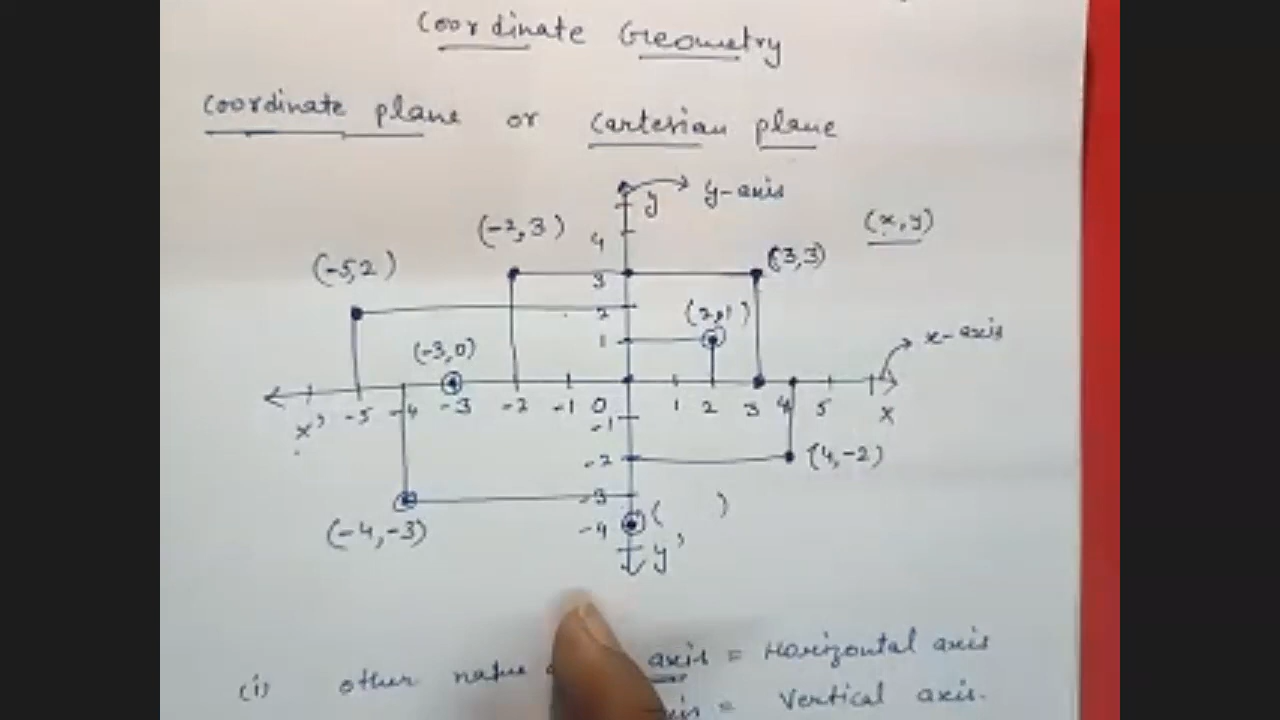 Coordinate Geometry
Coordinate plane or Cartesian plane
y y-axis
(-2, 3) 4 (x, y)
(-5, 2) 3 (3, 3)
2 (2, 1)
(-3, 0) 1 x-axis
x' -5 -4 -3 -2 -1 0 1 2 3 4 5 x
-1
-2 (4, -2)
-3 ( )
(-4, -3) -4
y'
(i) other name axis = Horizontal axis
= Vertical axis.